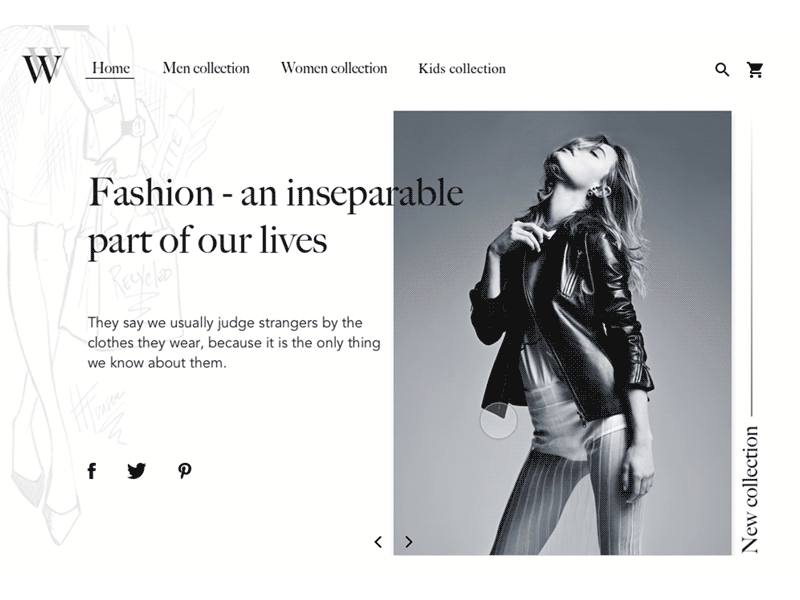 W
Home
Men collection
Women collection
Kids collection
Fashion - an inseparable
part of our lives
Recycled
They say we usually judge strangers by the
clothes they wear, because it is the only thing
we know about them.
New collection